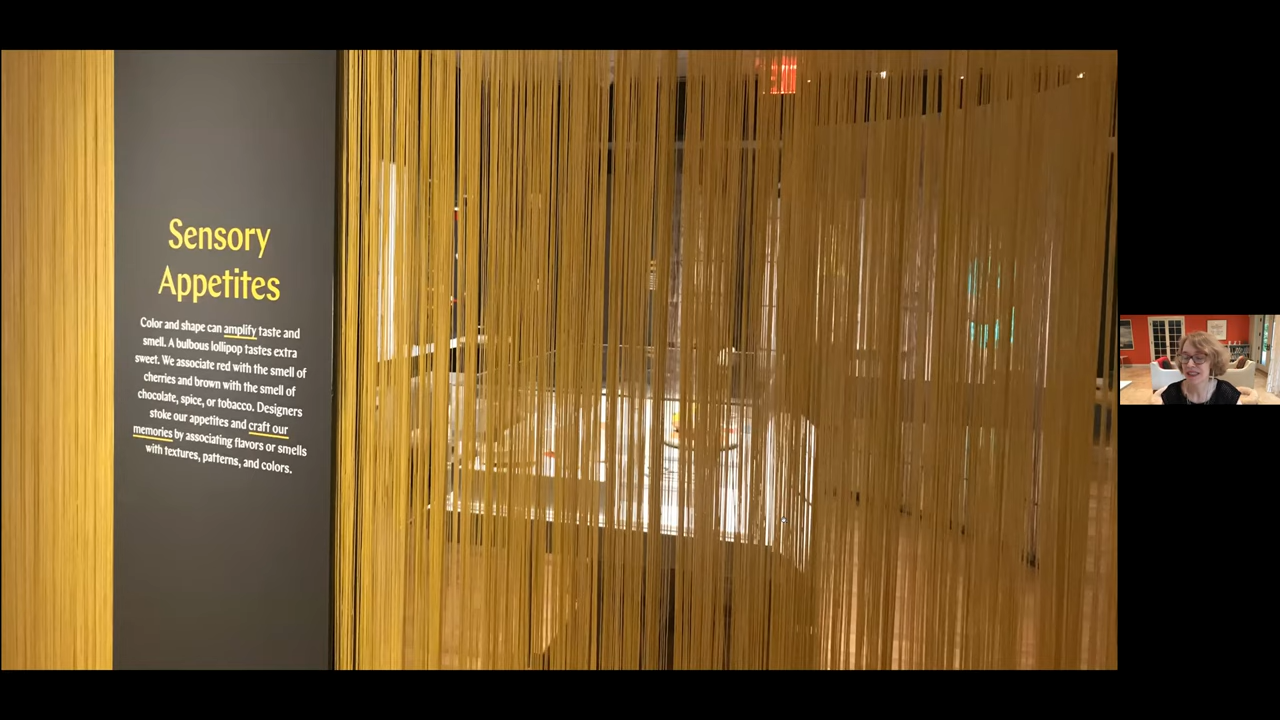 Sensory
Appetites
Color and shape can amplify taste and
smell. A bulbous lollipop tastes extra
sweet. We associate red with the smell of
cherries and brown with the smell of
chocolate, spice, or tobacco. Designers
stoke our appetites and craft our
memories by associating flavors or smells
with textures, patterns, and colors.